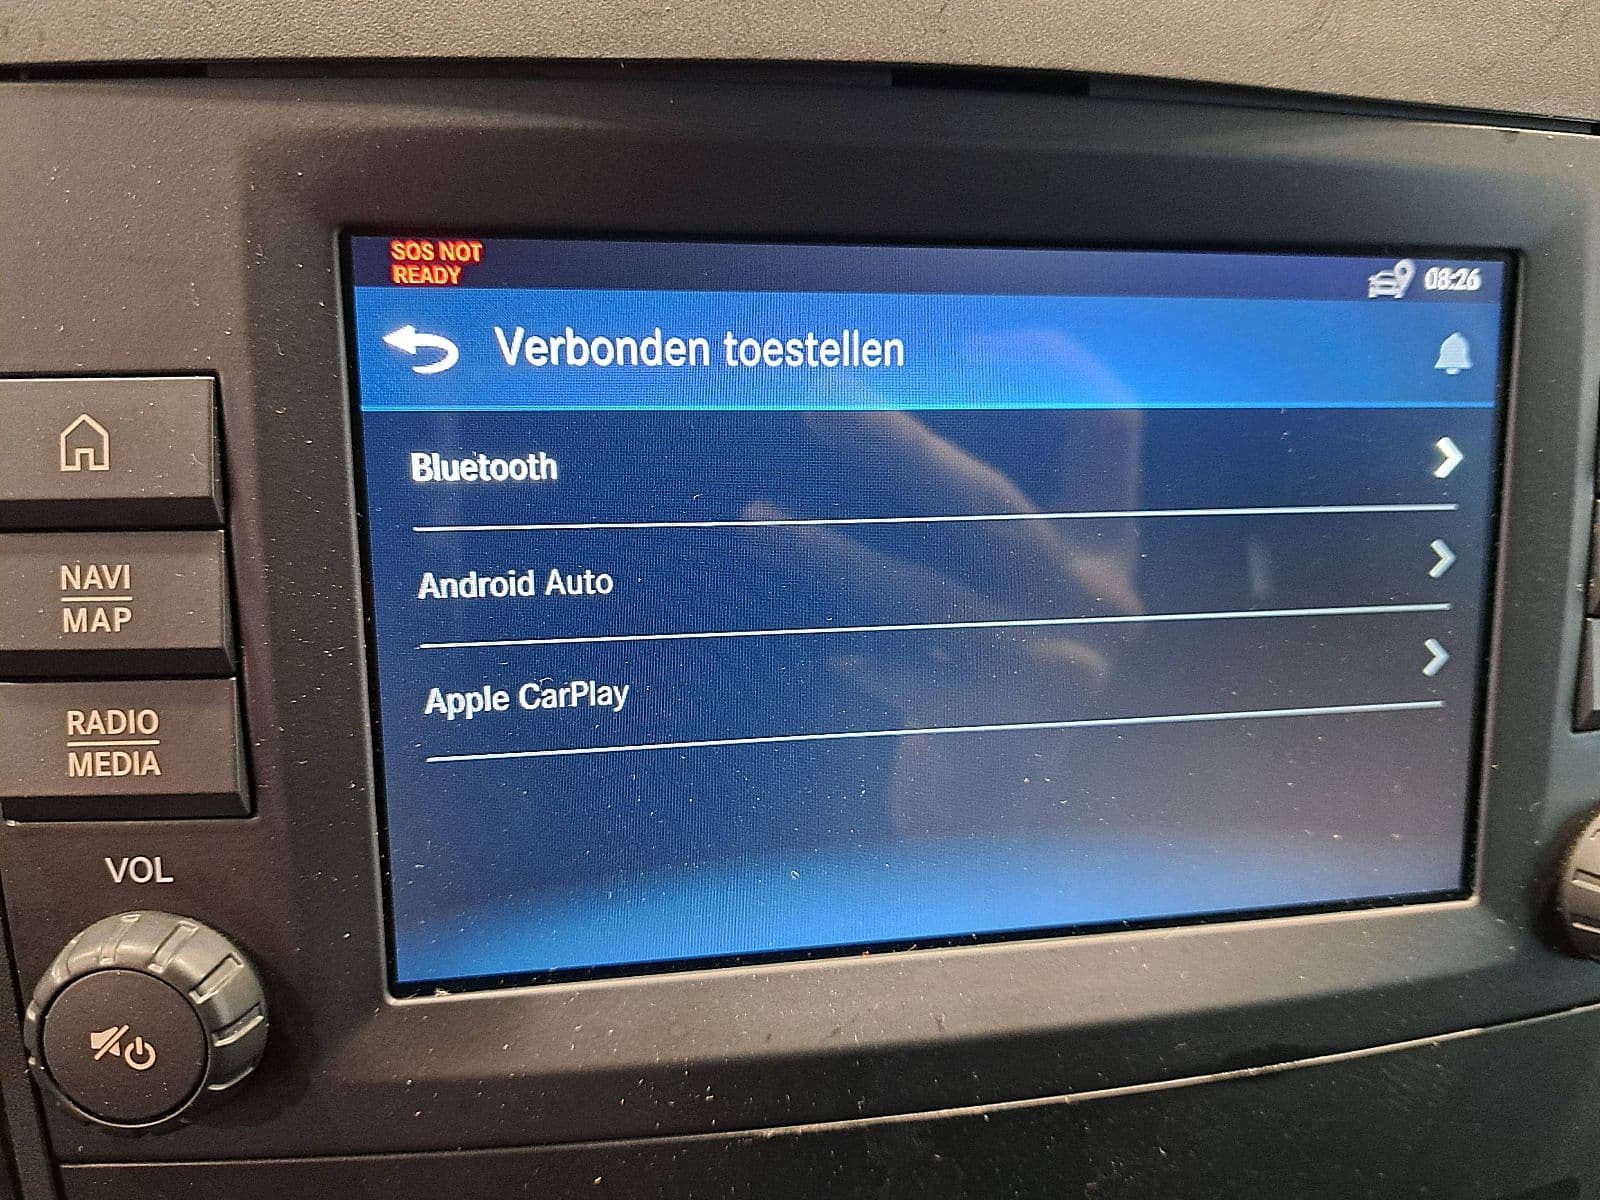 SOS NOT
READY
08:26
Verbonden toestellen
Bluetooth
Android Auto
Apple CarPlay
NAVI
MAP
RADIO
MEDIA
VOL